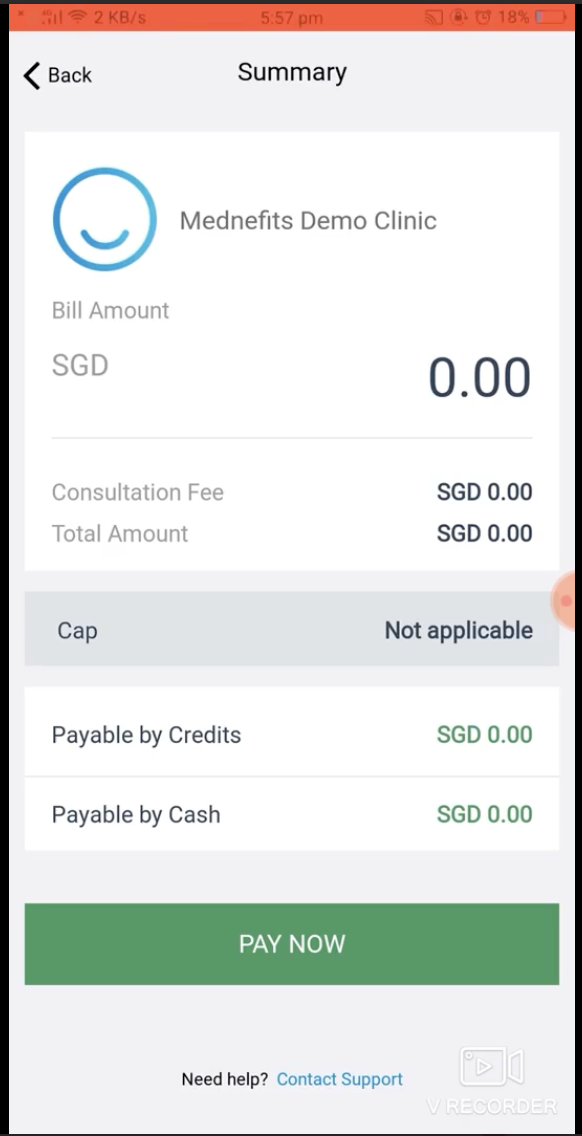 2 KB/s 5:57 pm 18%
Back Summary
Mednefits Demo Clinic
Bill Amount
SGD 0.00
Consultation Fee SGD 0.00
Total Amount SGD 0.00
Cap Not applicable
Payable by Credits SGD 0.00
Payable by Cash SGD 0.00
PAY NOW
Need help? Contact Support
V RECORDER